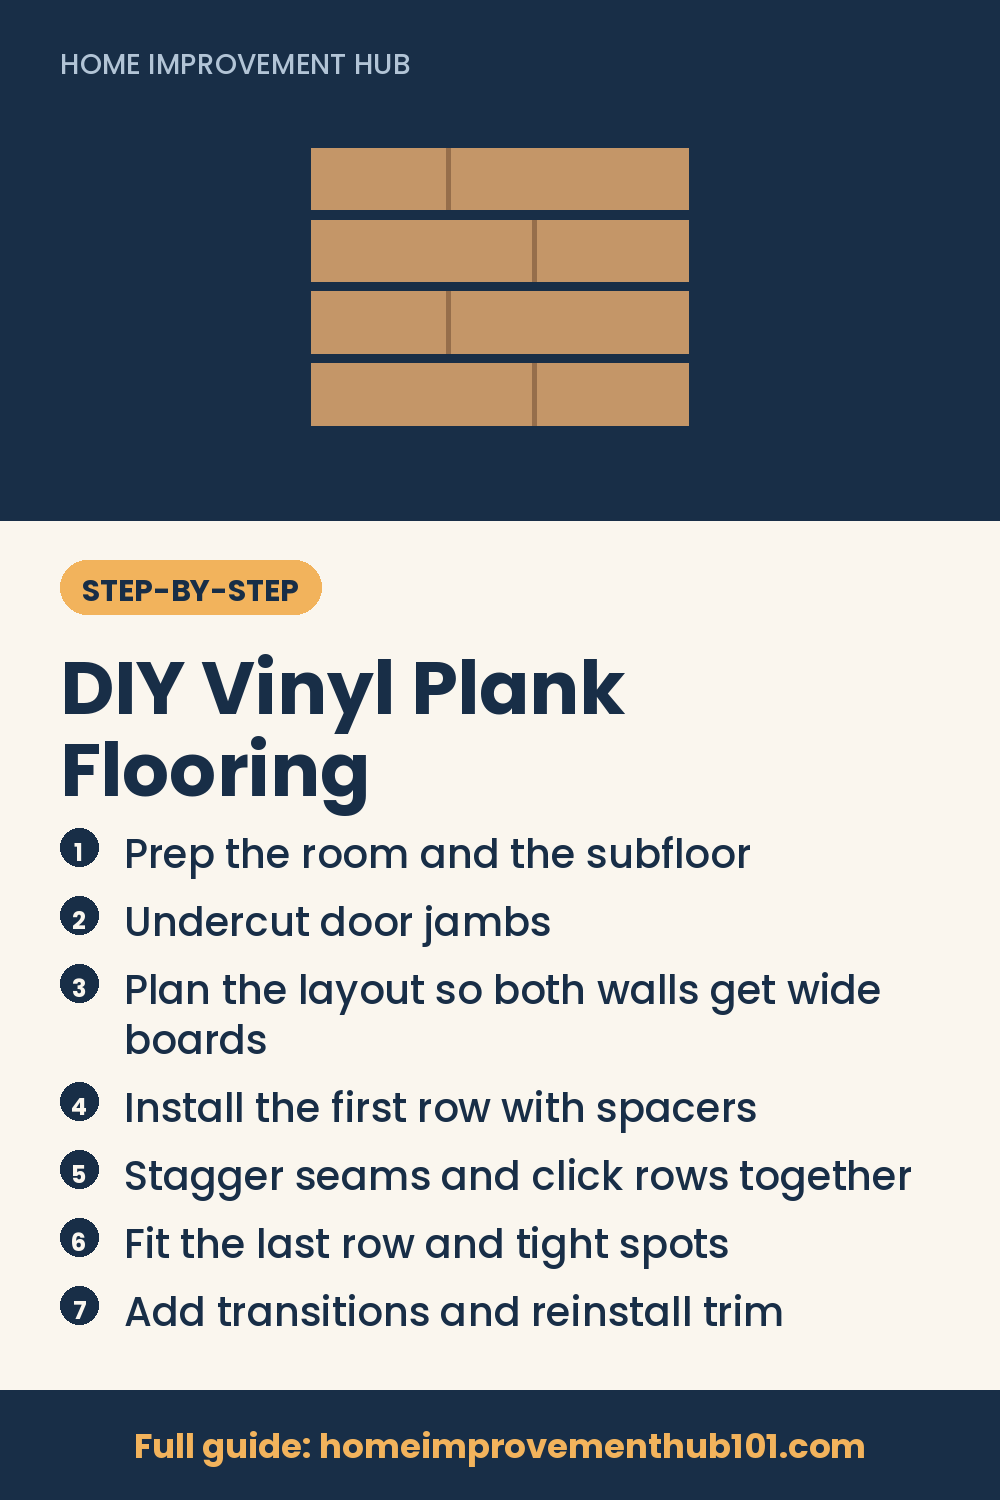 HOME IMPROVEMENT HUB
STEP-BY-STEP
DIY Vinyl Plank
Flooring
1 Prep the room and the subfloor
2 Undercut door jambs
3 Plan the layout so both walls get wide
boards
4 Install the first row with spacers
5 Stagger seams and click rows together
6 Fit the last row and tight spots
7 Add transitions and reinstall trim
Full guide: homeimprovementhub101.com